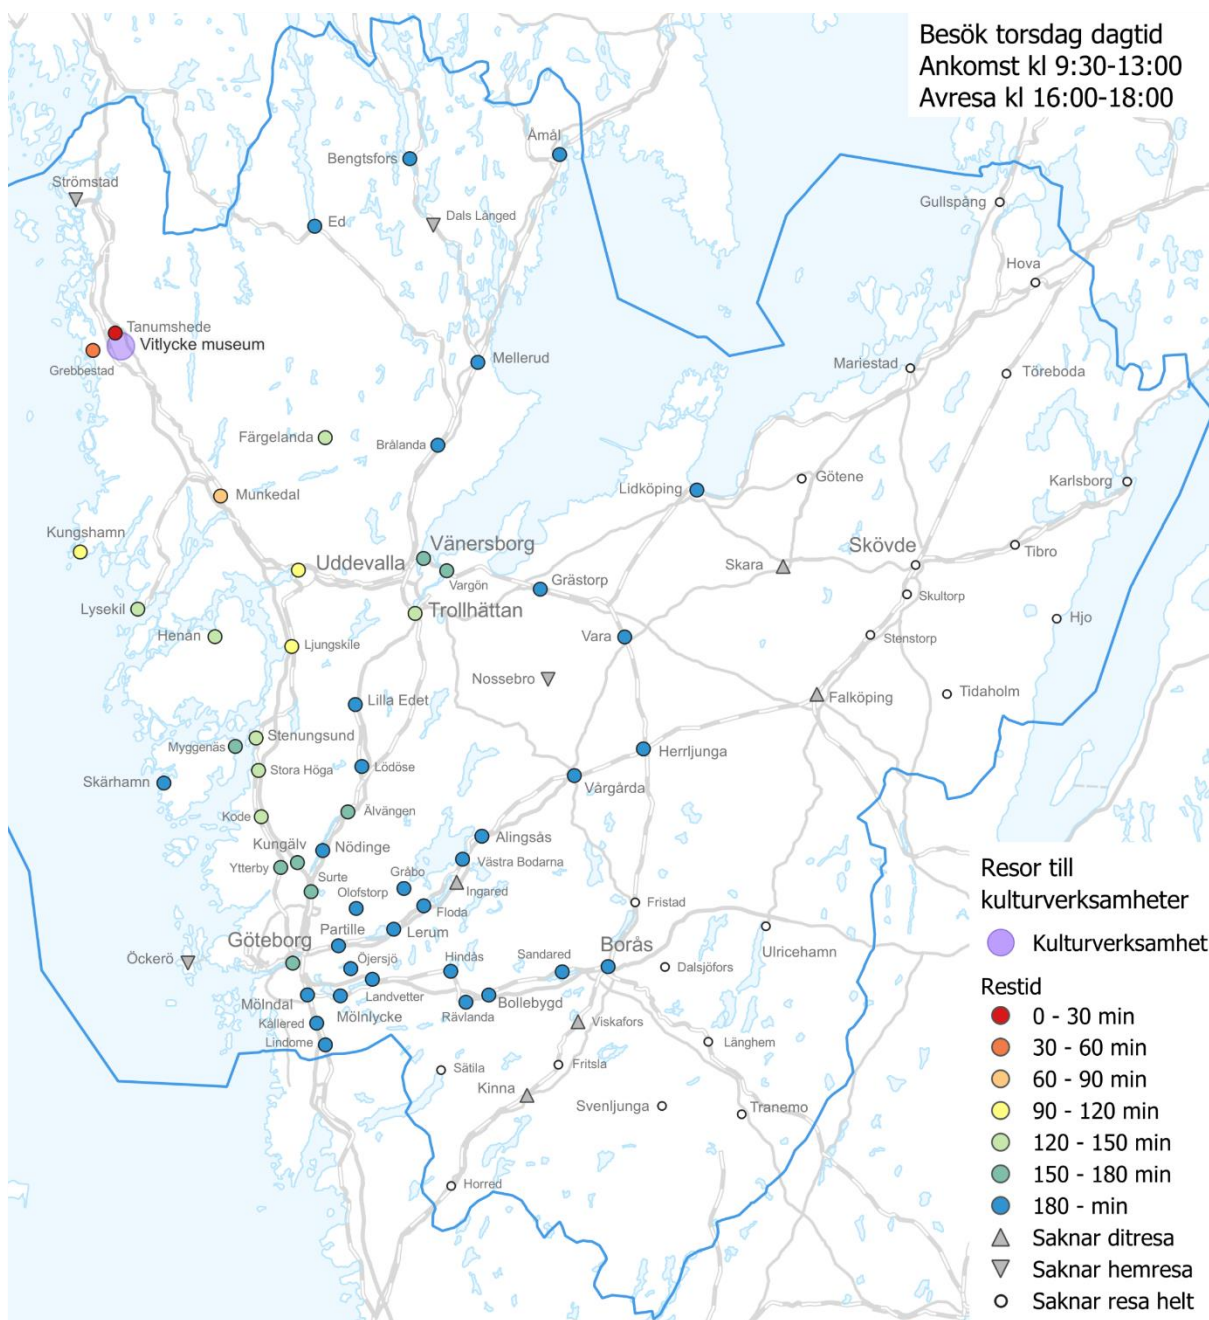 Besök torsdag dagtid
Ankomst kl 9:30-13:00
Avresa kl 16:00-18:00
Åmål
Bengtsfors
Strömstad
Gullspång
Dals Långed
Ed
Hova
Tanumshede
Vitlycke museum
Grebbestad
Mellerud
Mariestad
Töreboda
Färgelanda
Brålanda
Götene
Karlsborg
Lidköping
Munkedal
Kungshamn
Vänersborg
Skövde
Tibro
Uddevalla
Skara
Vargön
Grästorp
Skultorp
Lysekil
Trollhättan
Hjo
Henån
Vara
Stenstorp
Ljungskile
Nossebro
Tidaholm
Falköping
Lilla Edet
Stenungsund
Myggenäs
Herrljunga
Lödöse
Stora Höga
Skärhamn
Vårgårda
Älvängen
Kode
Alingsås
Kungälv
Nödinge
Västra Bodarna
Ytterby
Gråbo
Surte
Ingared
Olofstorp
Fristad
Floda
Partille
Lerum
Göteborg
Borås
Ulricehamn
Öckerö
Öjersjö
Hindås
Sandared
Dalsjöfors
Landvetter
Mölndal
Mölnlycke
Rävlanda
Bollebygd
Kållered
Viskafors
Lindome
Länghem
Sätila
Fritsla
Kinna
Svenljunga
Tranemo
Horred
Resor till
kulturverksamheter
Kulturverksamhet
Restid
0 - 30 min
30 - 60 min
60 - 90 min
90 - 120 min
120 - 150 min
150 - 180 min
180 - min
Saknar ditresa
Saknar hemresa
Saknar resa helt